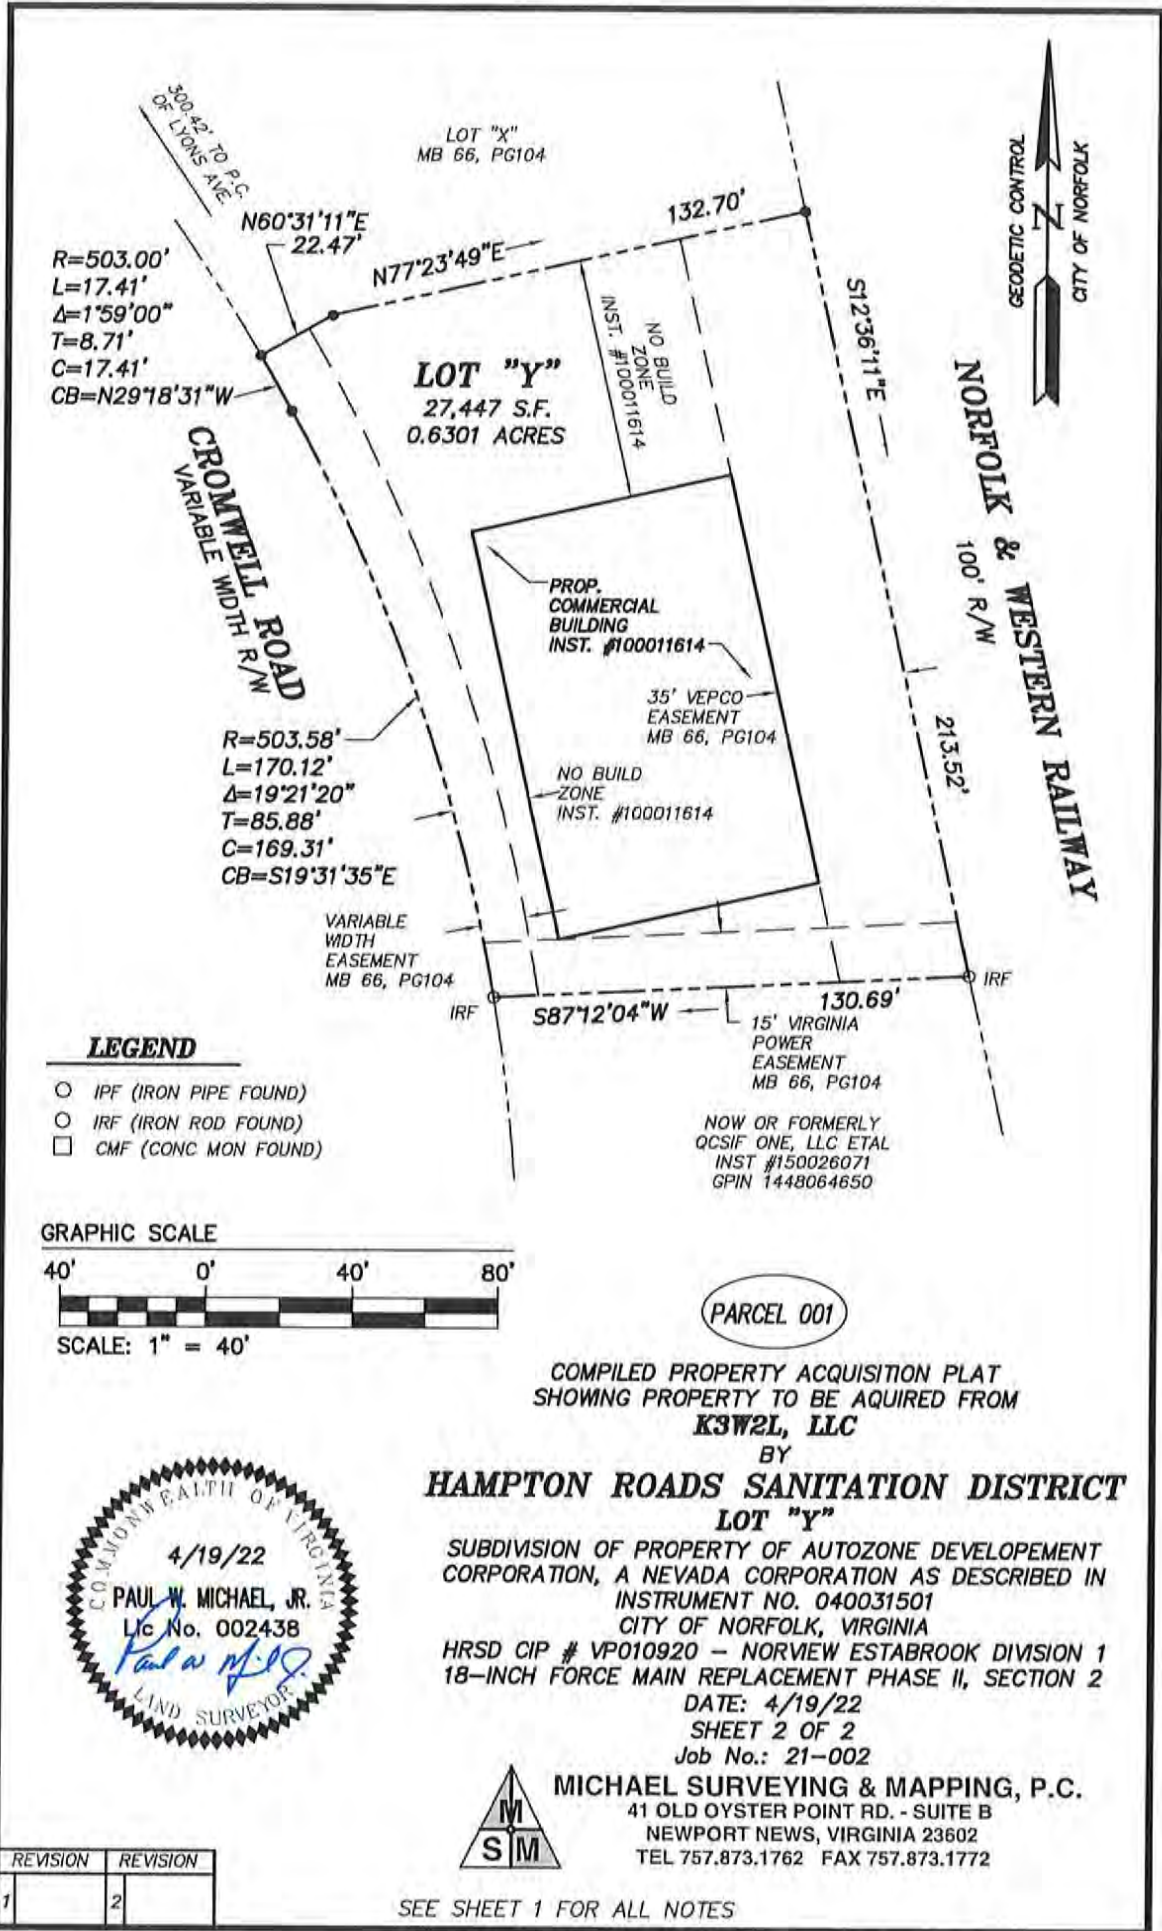 300.42' TO P.C.
OF LYONS AVE.
LOT "X"
MB 66, PG104
GEODETIC CONTROL
N
CITY OF NORFOLK
N60°31'11"E
22.47'
N77°23'49"E
132.70'
R=503.00'
L=17.41'
Δ=1°59'00"
T=8.71'
C=17.41'
CB=N29°18'31"W
LOT "Y"
27,447 S.F.
0.6301 ACRES
NO BUILD
ZONE
INST. #100011614
S12°36'11"E
213.52'
NORFOLK & WESTERN RAILWAY
100' R/W
CROMWELL ROAD
VARIABLE WIDTH R/W
PROP.
COMMERCIAL
BUILDING
INST. #100011614
35' VEPCO
EASEMENT
MB 66, PG104
R=503.58'
L=170.12'
Δ=19°21'20"
T=85.88'
C=169.31'
CB=S19°31'35"E
NO BUILD
ZONE
INST. #100011614
VARIABLE
WIDTH
EASEMENT
MB 66, PG104
IRF
IRF
S87°12'04"W
130.69'
15' VIRGINIA
POWER
EASEMENT
MB 66, PG104
NOW OR FORMERLY
QCSIF ONE, LLC ETAL
INST #150026071
GPIN 1448064650
LEGEND
IPF (IRON PIPE FOUND)
IRF (IRON ROD FOUND)
CMF (CONC MON FOUND)
GRAPHIC SCALE
40' 0' 40' 80'
SCALE: 1" = 40'
PARCEL 001
COMPILED PROPERTY ACQUISITION PLAT
SHOWING PROPERTY TO BE AQUIRED FROM
K3W2L, LLC
BY
HAMPTON ROADS SANITATION DISTRICT
LOT "Y"
SUBDIVISION OF PROPERTY OF AUTOZONE DEVELOPEMENT
CORPORATION, A NEVADA CORPORATION AS DESCRIBED IN
INSTRUMENT NO. 040031501
CITY OF NORFOLK, VIRGINIA
HRSD CIP # VP010920 – NORVIEW ESTABROOK DIVISION 1
18–INCH FORCE MAIN REPLACEMENT PHASE II, SECTION 2
DATE: 4/19/22
SHEET 2 OF 2
Job No.: 21–002
COMMONWEALTH OF VIRGINIA
4/19/22
PAUL W. MICHAEL, JR.
Lic No. 002438
LAND SURVEYOR
M
S M
MICHAEL SURVEYING & MAPPING, P.C.
41 OLD OYSTER POINT RD. - SUITE B
NEWPORT NEWS, VIRGINIA 23602
TEL 757.873.1762 FAX 757.873.1772
REVISION REVISION
1 2
SEE SHEET 1 FOR ALL NOTES